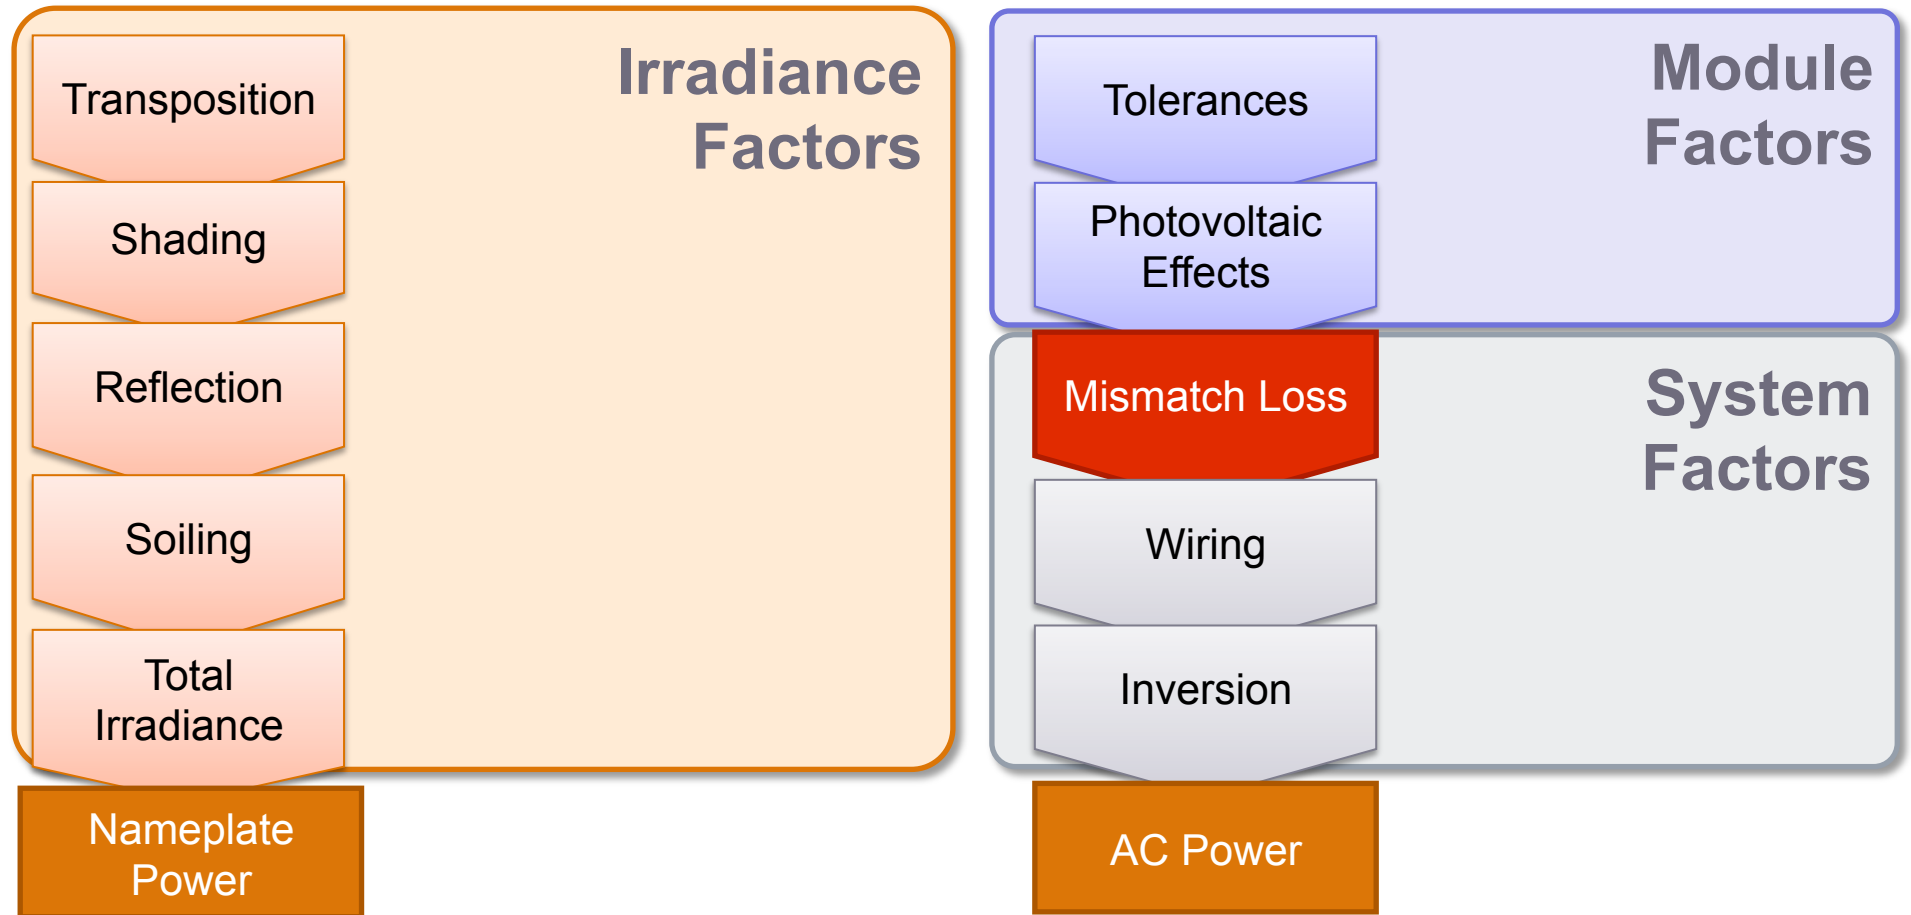 Irradiance
Factors
Transposition
Shading
Reflection
Soiling
Total
Irradiance
Nameplate
Power
Module
Factors
Tolerances
Photovoltaic
Effects
System
Factors
Mismatch Loss
Wiring
Inversion
AC Power